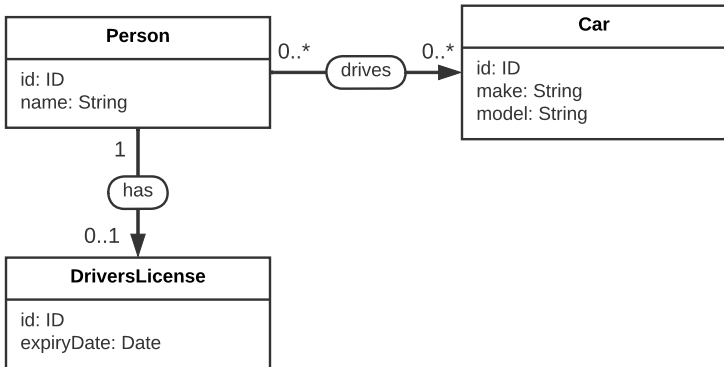 Person
id: ID
name: String
0..*
drives
0..*
Car
id: ID
make: String
model: String
1
has
0..1
DriversLicense
id: ID
expiryDate: Date